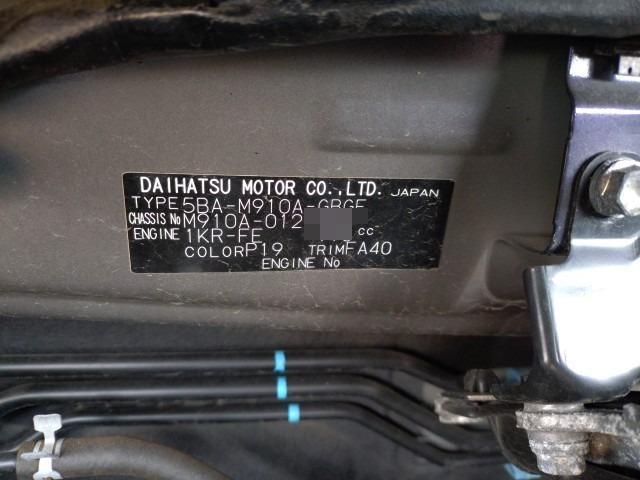 DAIHATSU MOTOR CO.,LTD. JAPAN
TYPE 5BA-M910A-GBGF
CHASSIS No M910A-012
ENGINE 1KR-FE cc
COLOR P19 TRIM FA40
ENGINE No